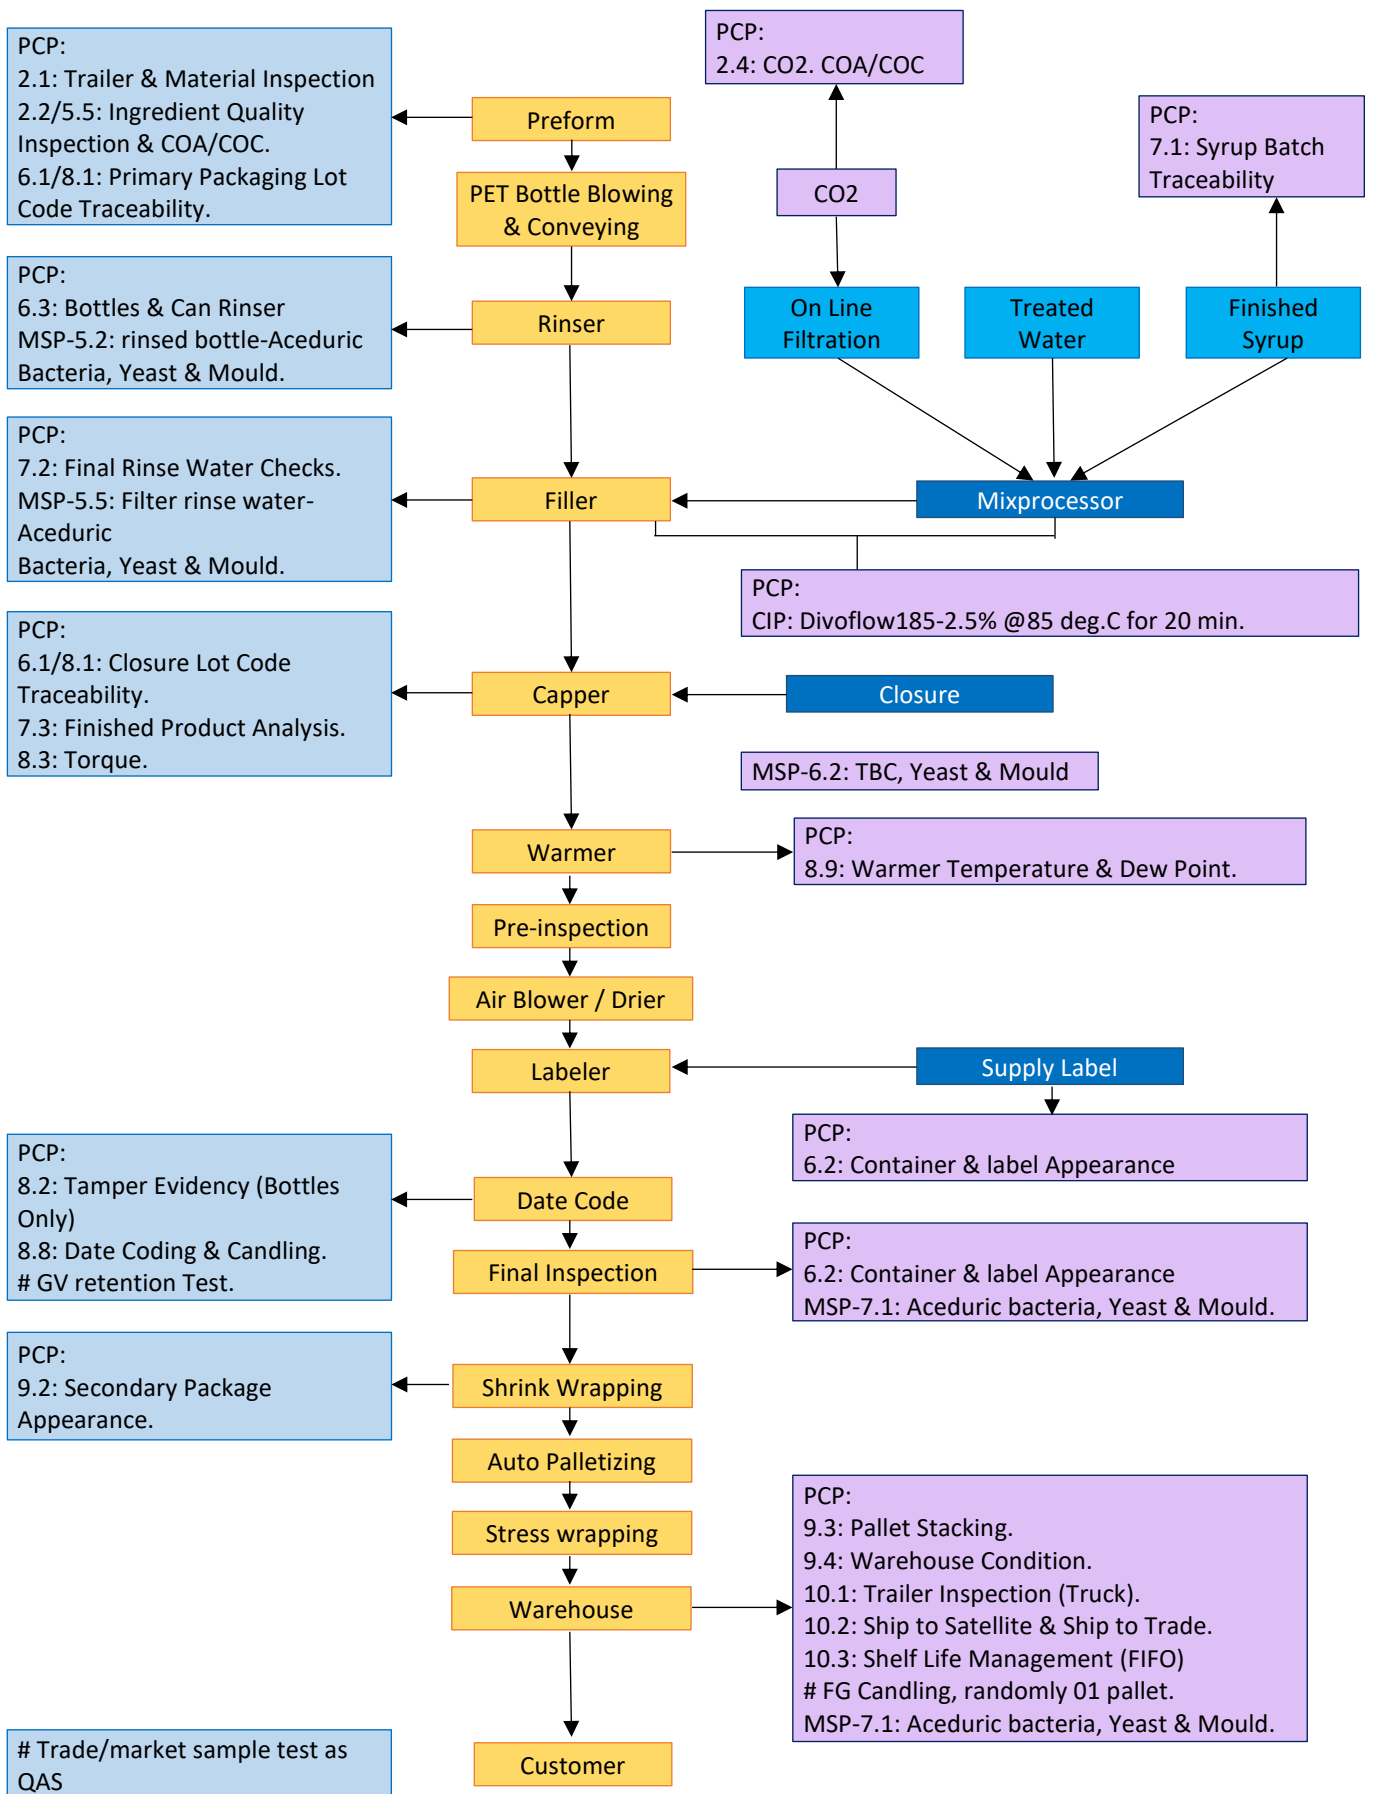 PCP:
2.1: Trailer & Material Inspection
2.2/5.5: Ingredient Quality
Inspection & COA/COC.
6.1/8.1: Primary Packaging Lot
Code Traceability.
Preform
PCP:
2.4: CO2. COA/COC
PCP:
7.1: Syrup Batch
Traceability
PET Bottle Blowing
& Conveying
CO2
PCP:
6.3: Bottles & Can Rinser
MSP-5.2: rinsed bottle-Aceduric
Bacteria, Yeast & Mould.
Rinser
On Line
Filtration
Treated
Water
Finished
Syrup
PCP:
7.2: Final Rinse Water Checks.
MSP-5.5: Filter rinse water-
Aceduric
Bacteria, Yeast & Mould.
Filler
Mixprocessor
PCP:
CIP: Divoflow185-2.5% @85 deg.C for 20 min.
PCP:
6.1/8.1: Closure Lot Code
Traceability.
7.3: Finished Product Analysis.
8.3: Torque.
Capper
Closure
MSP-6.2: TBC, Yeast & Mould
Warmer
PCP:
8.9: Warmer Temperature & Dew Point.
Pre-inspection
Air Blower / Drier
Labeler
Supply Label
PCP:
6.2: Container & label Appearance
PCP:
8.2: Tamper Evidency (Bottles
Only)
8.8: Date Coding & Candling.
# GV retention Test.
Date Code
Final Inspection
PCP:
6.2: Container & label Appearance
MSP-7.1: Aceduric bacteria, Yeast & Mould.
PCP:
9.2: Secondary Package
Appearance.
Shrink Wrapping
Auto Palletizing
Stress wrapping
Warehouse
PCP:
9.3: Pallet Stacking.
9.4: Warehouse Condition.
10.1: Trailer Inspection (Truck).
10.2: Ship to Satellite & Ship to Trade.
10.3: Shelf Life Management (FIFO)
# FG Candling, randomly 01 pallet.
MSP-7.1: Aceduric bacteria, Yeast & Mould.
# Trade/market sample test as
QAS
Customer